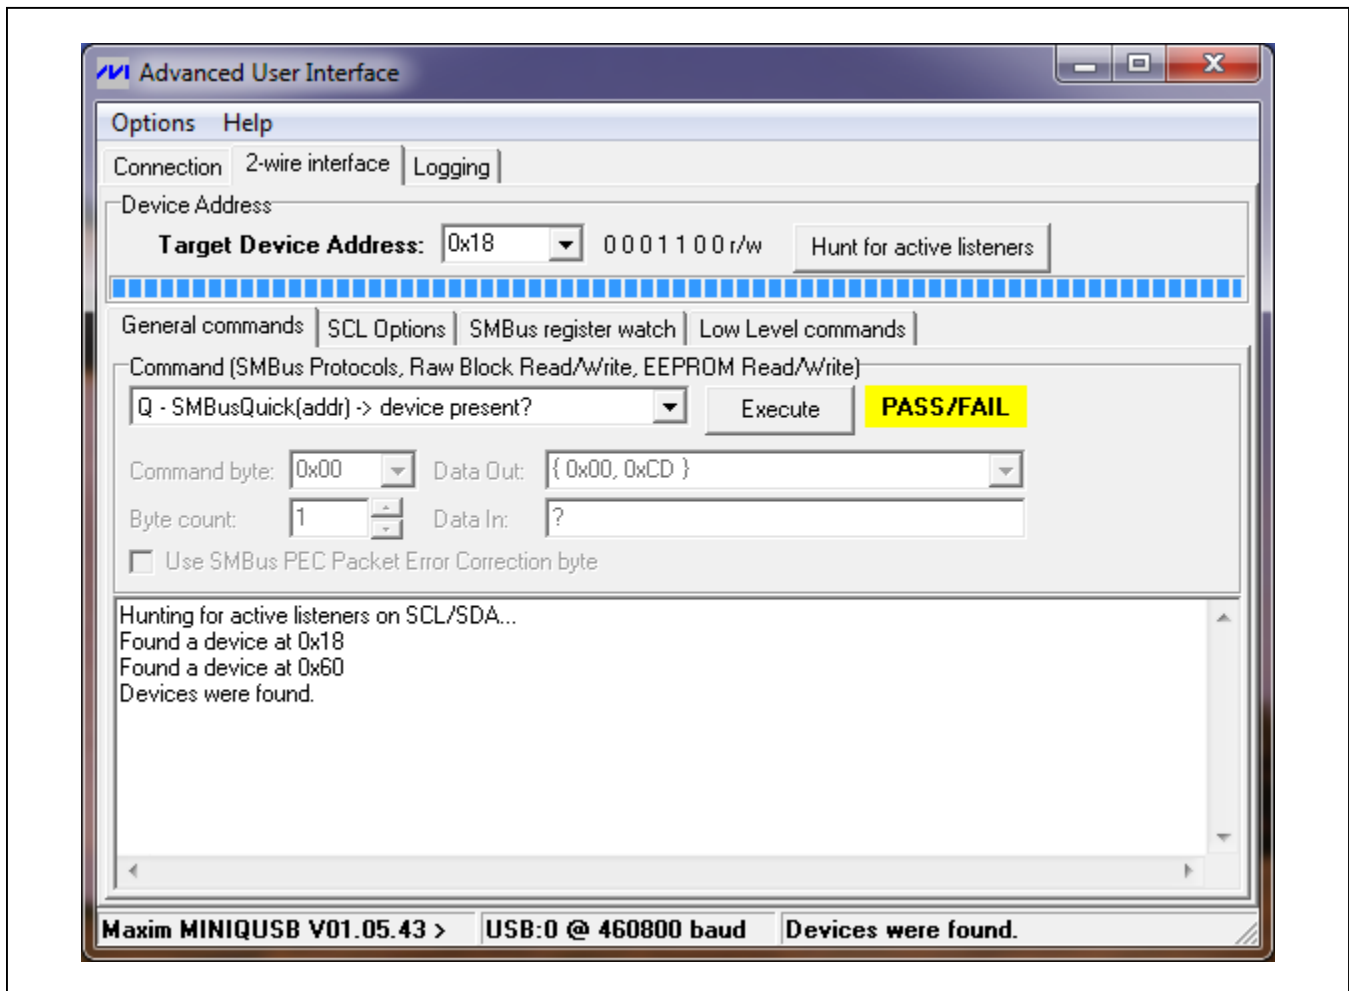 Advanced User Interface
Options Help
Connection 2-wire interface Logging
Device Address
Target Device Address: 0x18 0 0 0 1 1 0 0 r/w Hunt for active listeners
General commands SCL Options SMBus register watch Low Level commands
Command (SMBus Protocols, Raw Block Read/Write, EEPROM Read/Write)
Q - SMBusQuick(addr) -> device present? Execute PASS/FAIL
Command byte: 0x00 Data Out: { 0x00, 0xCD }
Byte count: 1 Data In: ?
Use SMBus PEC Packet Error Correction byte
Hunting for active listeners on SCL/SDA...
Found a device at 0x18
Found a device at 0x60
Devices were found.
Maxim MINIQUSB V01.05.43 > USB:0 @ 460800 baud Devices were found.